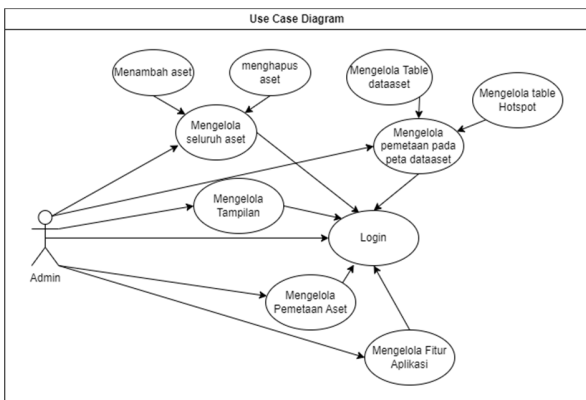 Use Case Diagram
Menambah aset
menghapus
aset
Mengelola Table
dataaset
Mengelola table
Hotspot
Mengelola
seluruh aset
Mengelola
pemetaan pada
peta dataaset
Mengelola
Tampilan
Login
Admin
Mengelola
Pemetaan Aset
Mengelola Fitur
Aplikasi